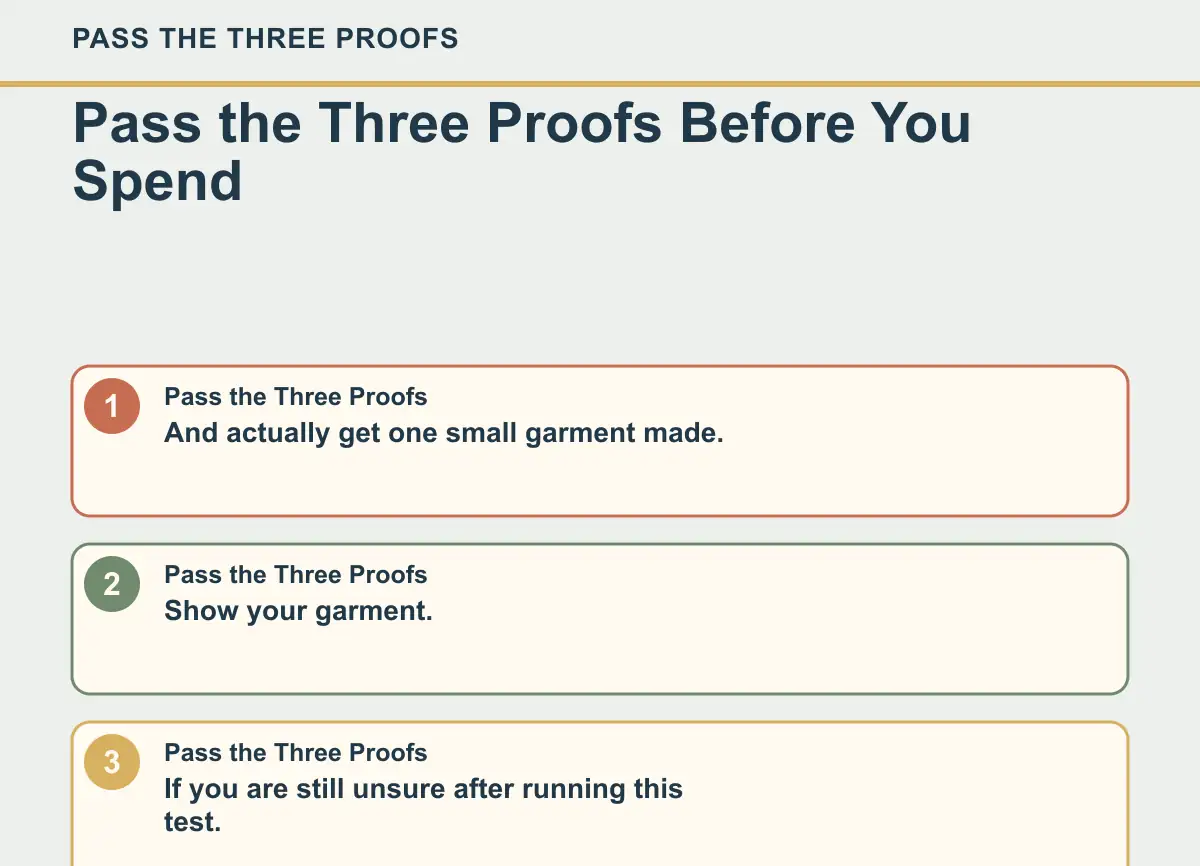 PASS THE THREE PROOFS
Pass the Three Proofs Before You
Spend
1
Pass the Three Proofs
And actually get one small garment made.
2
Pass the Three Proofs
Show your garment.
3
Pass the Three Proofs
If you are still unsure after running this
test.